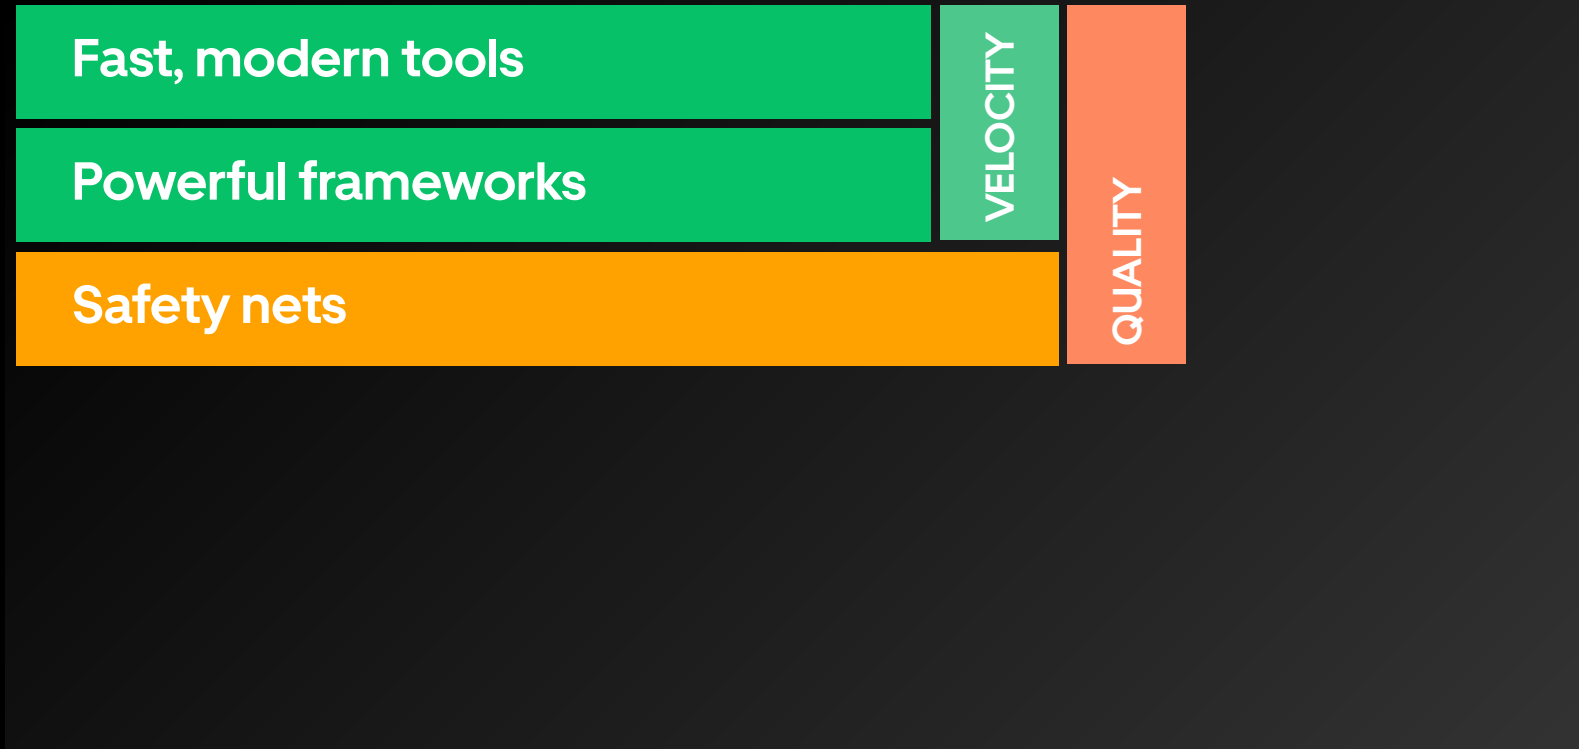 Fast, modern tools
Powerful frameworks
Safety nets
VELOCITY
QUALITY